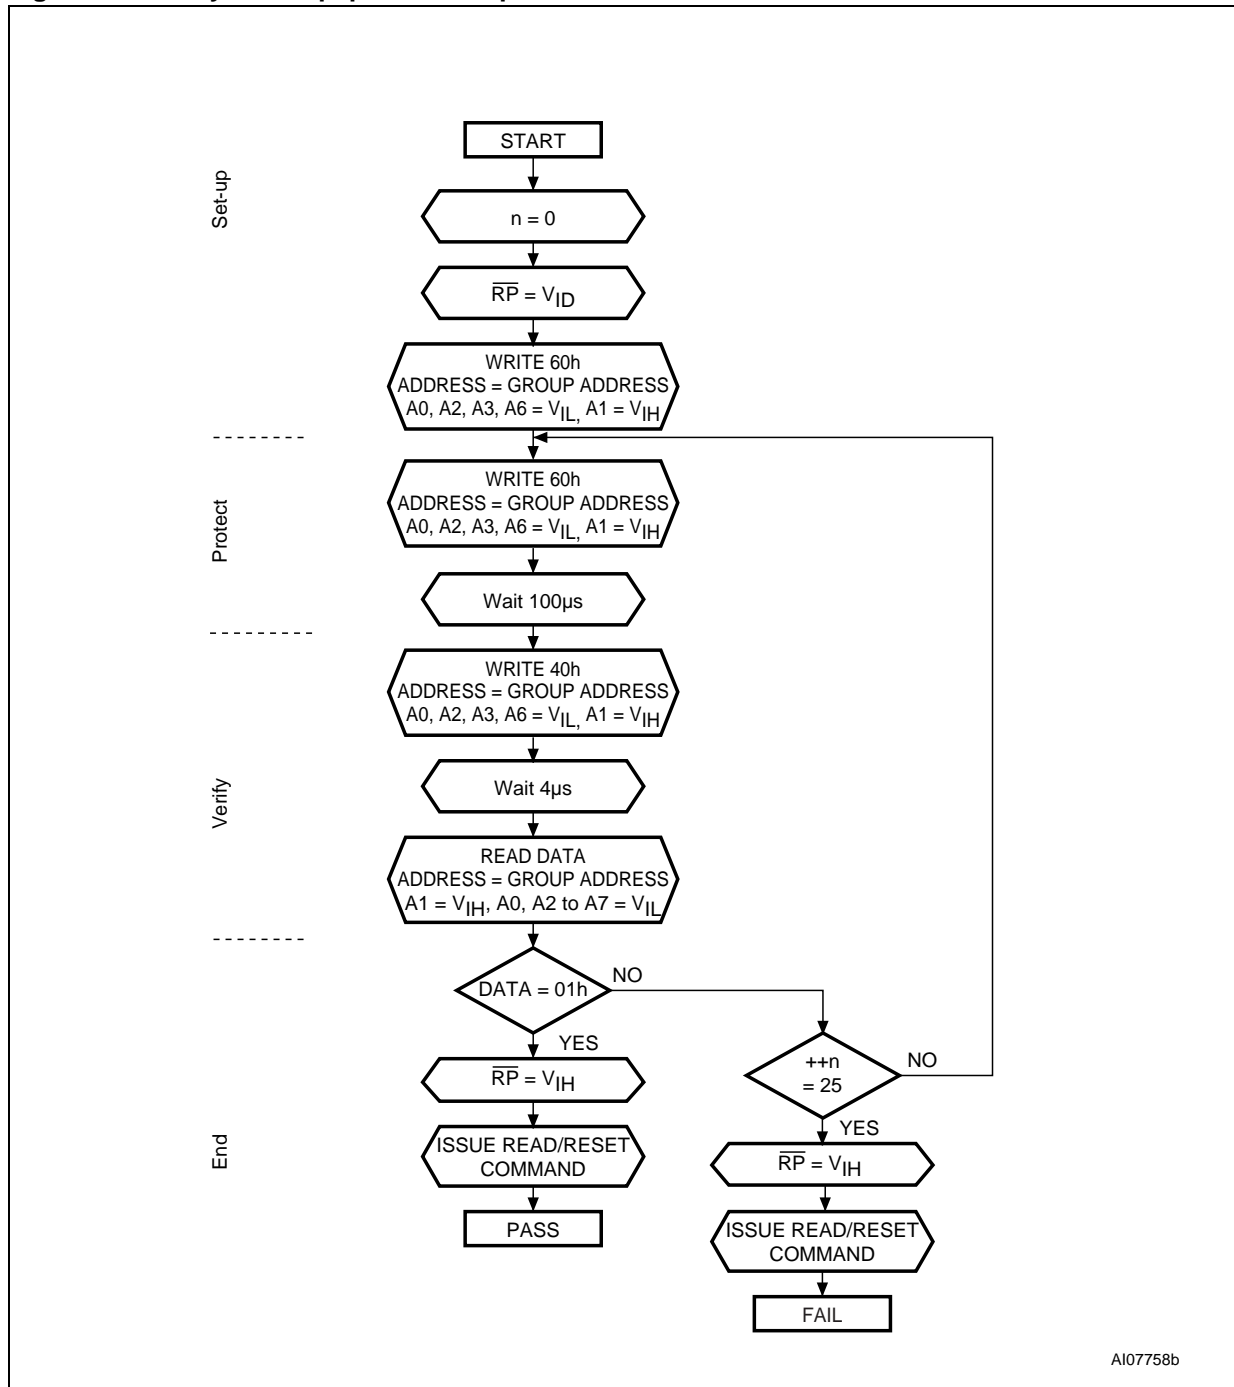 START
Set-up
n = 0
RP = VID
WRITE 60h
ADDRESS = GROUP ADDRESS
A0, A2, A3, A6 = VIL, A1 = VIH
Protect
WRITE 60h
ADDRESS = GROUP ADDRESS
A0, A2, A3, A6 = VIL, A1 = VIH
Wait 100µs
Verify
WRITE 40h
ADDRESS = GROUP ADDRESS
A0, A2, A3, A6 = VIL, A1 = VIH
Wait 4µs
READ DATA
ADDRESS = GROUP ADDRESS
A1 = VIH, A0, A2 to A7 = VIL
End
DATA = 01h
NO
YES
++n
= 25
NO
YES
RP = VIH
ISSUE READ/RESET
COMMAND
PASS
RP = VIH
ISSUE READ/RESET
COMMAND
FAIL
AI07758b